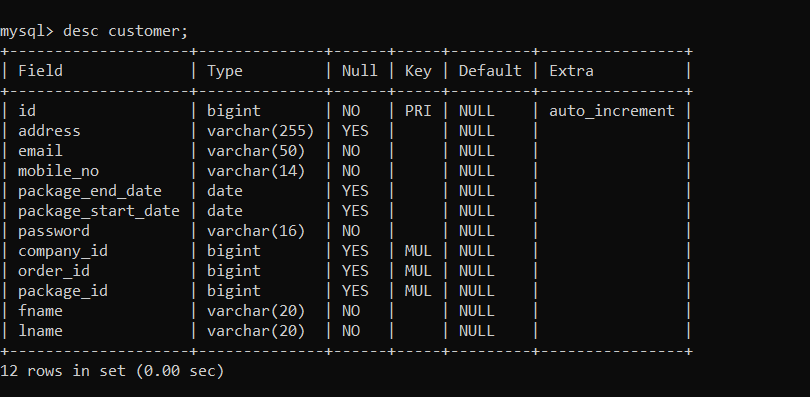 mysql> desc customer;
+--------------------+--------------+------+-----+---------+----------------+
| Field              | Type         | Null | Key | Default | Extra          |
+--------------------+--------------+------+-----+---------+----------------+
| id                 | bigint       | NO   | PRI | NULL    | auto_increment |
| address            | varchar(255) | YES  |     | NULL    |                |
| email              | varchar(50)  | NO   |     | NULL    |                |
| mobile_no          | varchar(14)  | NO   |     | NULL    |                |
| package_end_date   | date         | YES  |     | NULL    |                |
| package_start_date | date         | YES  |     | NULL    |                |
| password           | varchar(16)  | NO   |     | NULL    |                |
| company_id         | bigint       | YES  | MUL | NULL    |                |
| order_id           | bigint       | YES  | MUL | NULL    |                |
| package_id         | bigint       | YES  | MUL | NULL    |                |
| fname              | varchar(20)  | NO   |     | NULL    |                |
| lname              | varchar(20)  | NO   |     | NULL    |                |
+--------------------+--------------+------+-----+---------+----------------+
12 rows in set (0.00 sec)